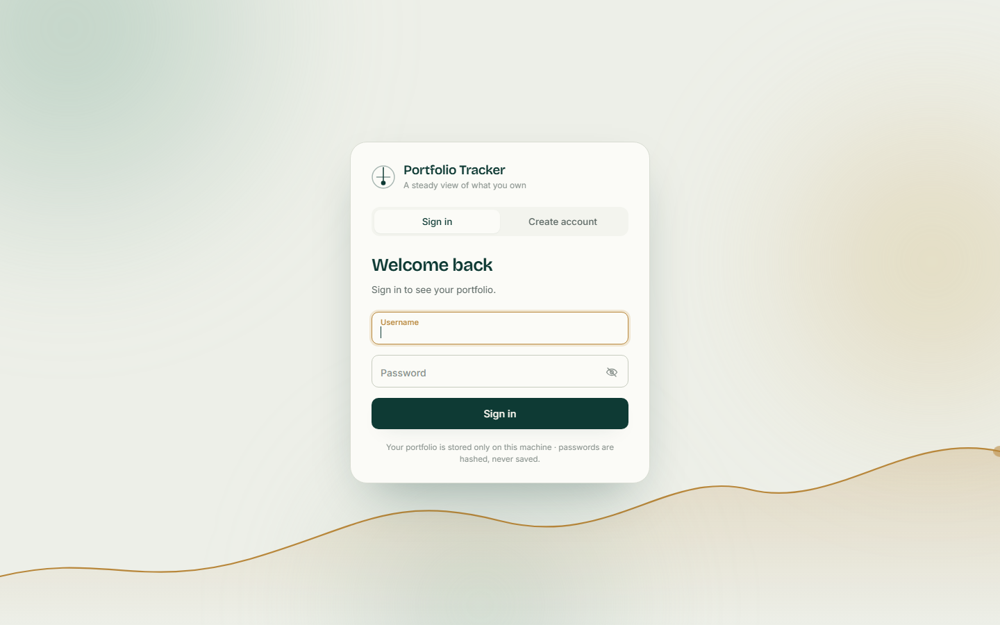 Portfolio Tracker
A steady view of what you own
Sign in
Create account
Welcome back
Sign in to see your portfolio.
Username
Password
Sign in
Your portfolio is stored only on this machine · passwords are
hashed, never saved.